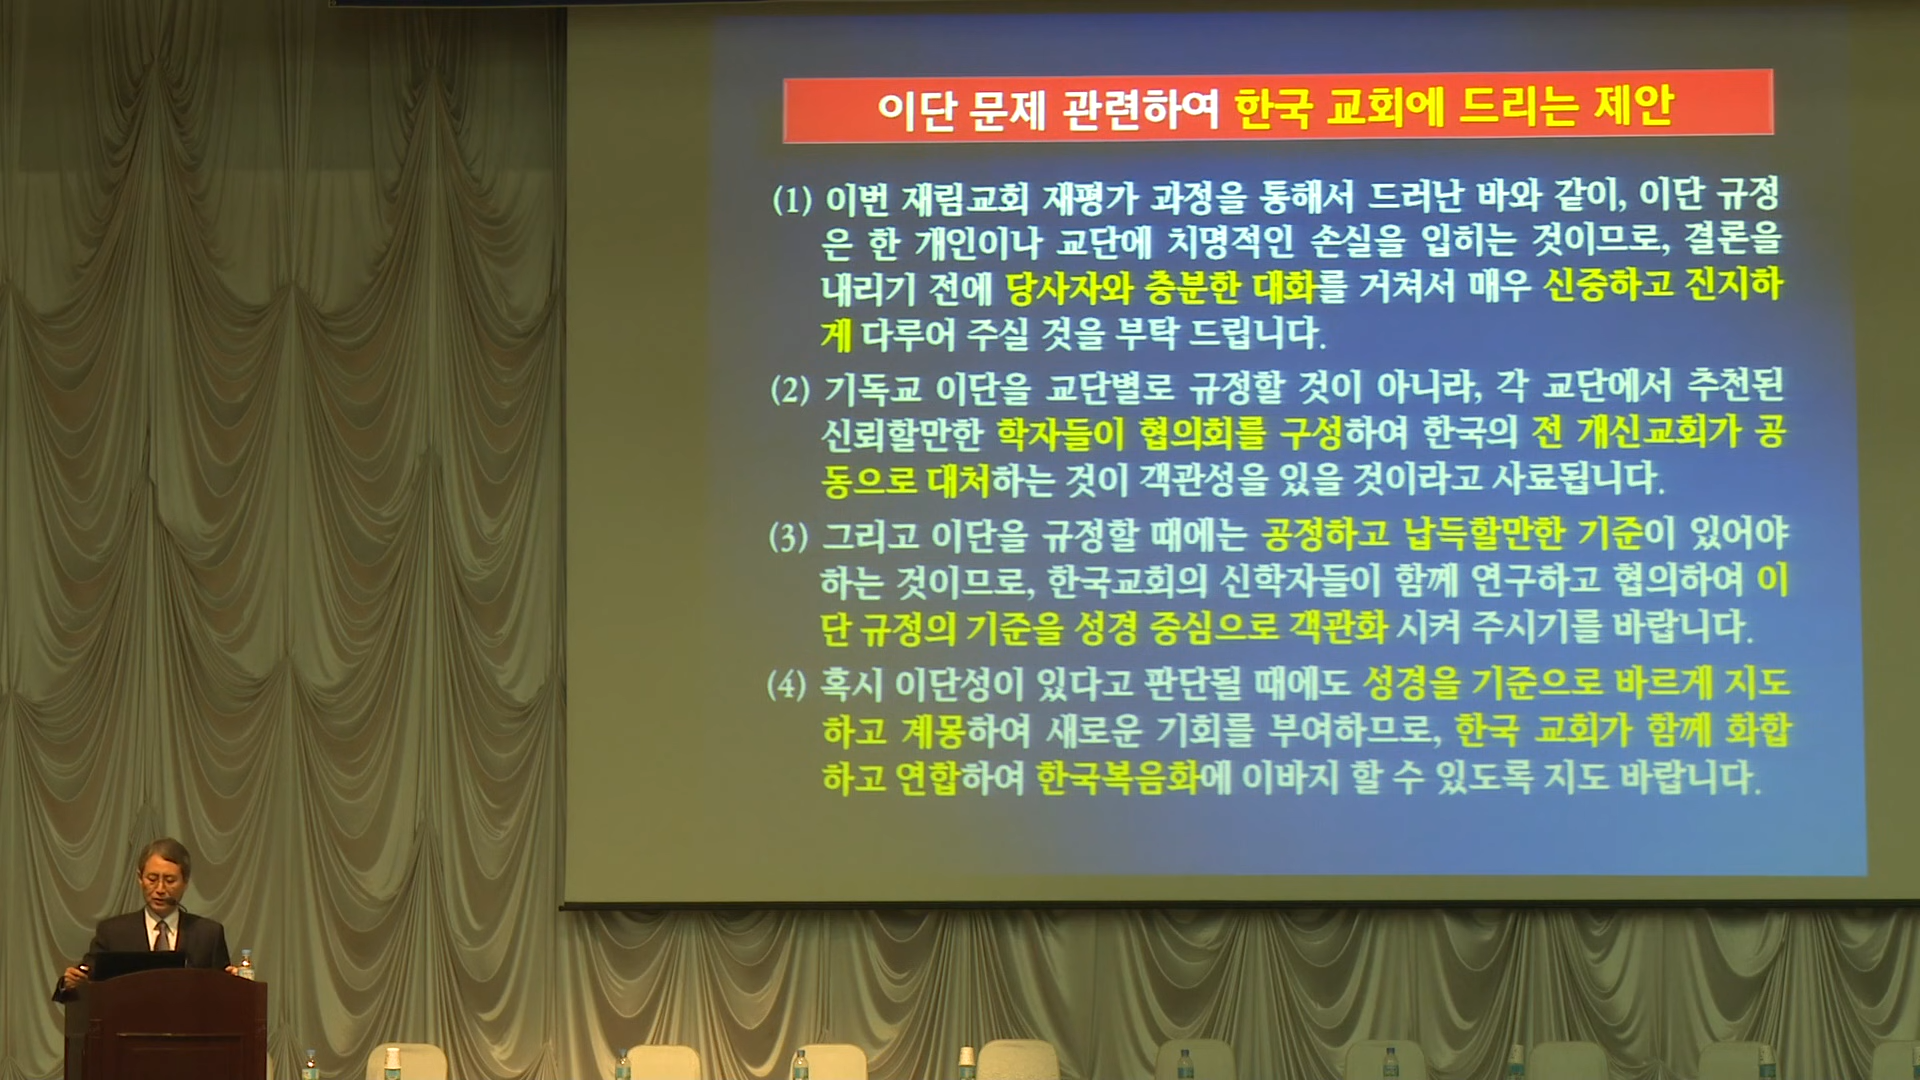 이단 문제 관련하여 한국 교회에 드리는 제안
(1) 이번 재림교회 재평가 과정을 통해서 드러난 바와 같이, 이단 규정
은 한 개인이나 교단에 치명적인 손실을 입히는 것이므로, 결론을
내리기 전에 당사자와 충분한 대화를 거쳐서 매우 신중하고 진지하
게 다루어 주실 것을 부탁 드립니다.
(2) 기독교 이단을 교단별로 규정할 것이 아니라, 각 교단에서 추천된
신뢰할만한 학자들이 협의회를 구성하여 한국의 전 개신교회가 공
동으로 대처하는 것이 객관성을 있을 것이라고 사료됩니다.
(3) 그리고 이단을 규정할 때에는 공정하고 납득할만한 기준이 있어야
하는 것이므로, 한국교회의 신학자들이 함께 연구하고 협의하여 이
단 규정의 기준을 성경 중심으로 객관화 시켜 주시기를 바랍니다.
(4) 혹시 이단성이 있다고 판단될 때에도 성경을 기준으로 바르게 지도
하고 계몽하여 새로운 기회를 부여하므로, 한국 교회가 함께 화합
하고 연합하여 한국복음화에 이바지 할 수 있도록 지도 바랍니다.